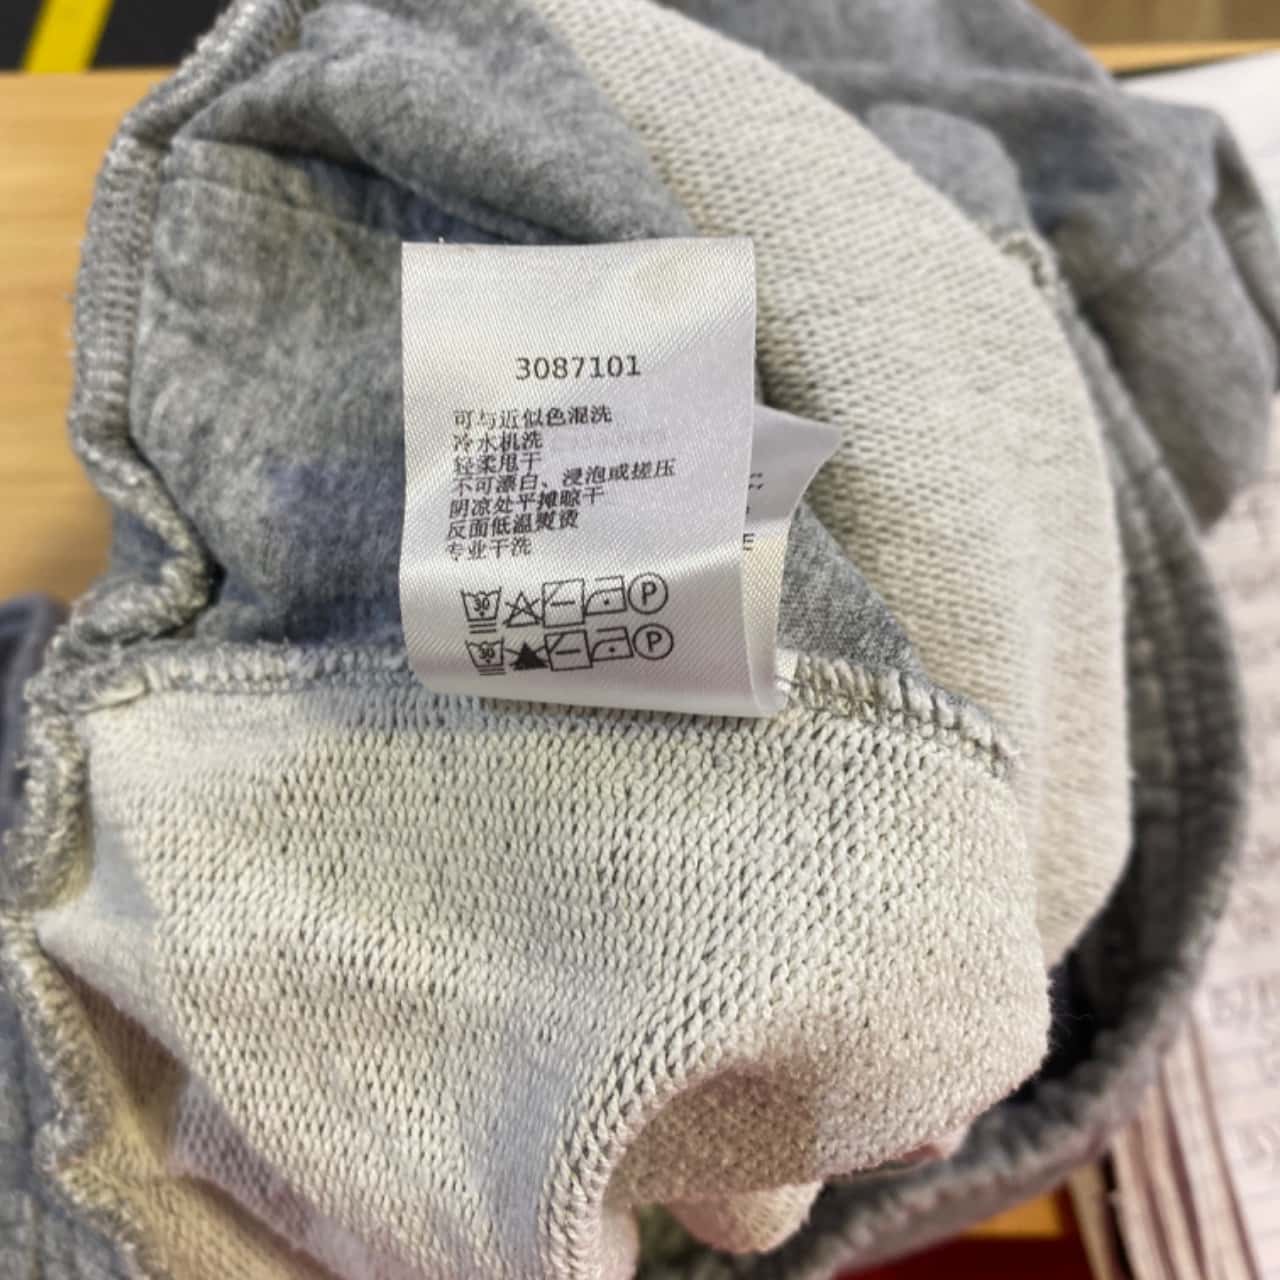 3087101
可与近似色混洗
冷水机洗
轻柔甩干
不可漂白、浸泡或搓压
阴凉处平摊晾干
反面低温熨烫
专业干洗
30 P
30 P
E